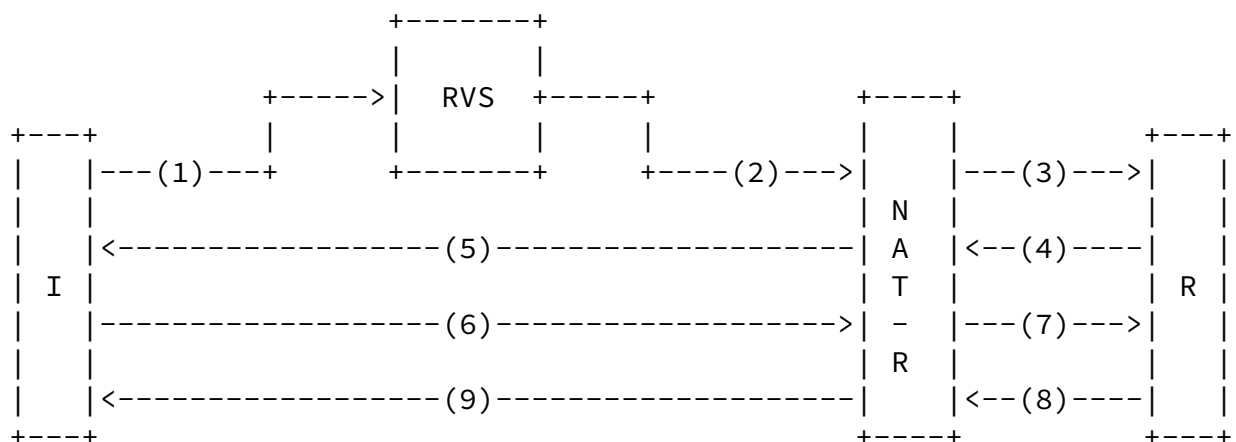 RVS
(1) (2) (3)
N
(5) A (4)
I T R
(6) - (7)
R
(9) (8)